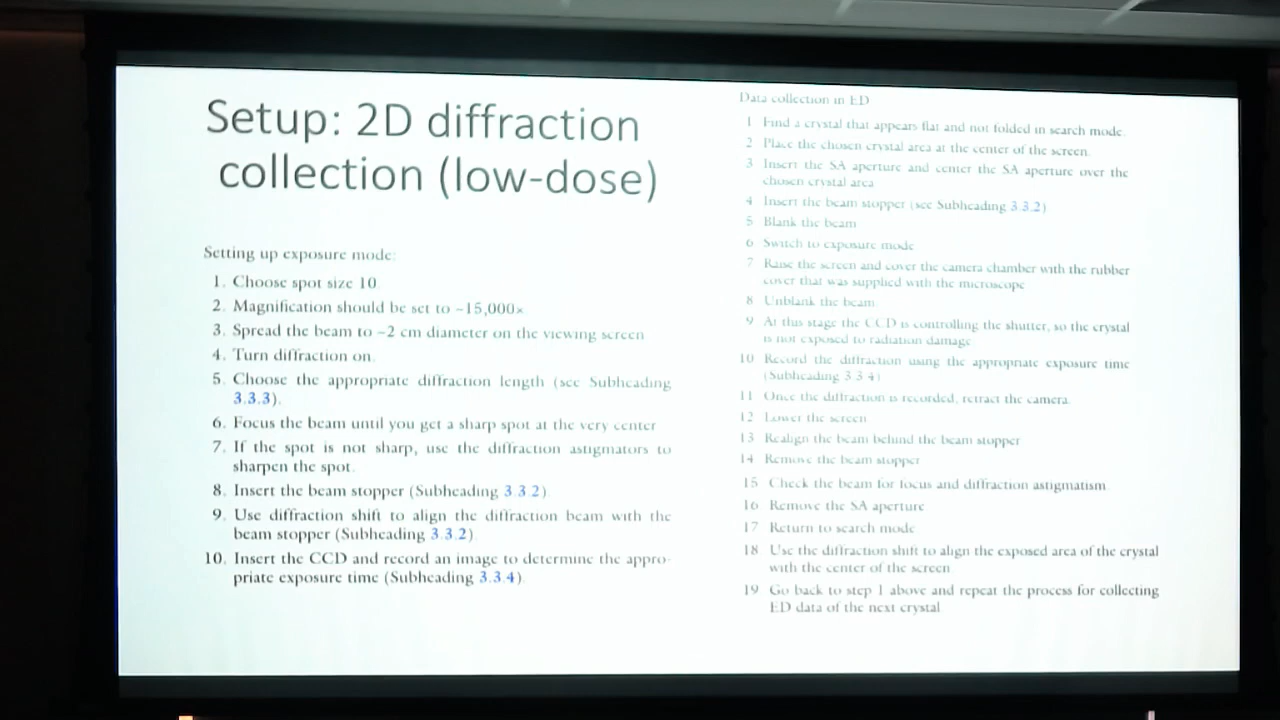 Setup: 2D diffraction
collection (low-dose)
Setting up exposure mode:
1. Choose spot size 10.
2. Magnification should be set to ~15,000×
3. Spread the beam to ~2 cm diameter on the viewing screen
4. Turn diffraction on.
5. Choose the appropriate diffraction length (see Subheading
3.3.3).
6. Focus the beam until you get a sharp spot at the very center
7. If the spot is not sharp, use the diffraction astigmators to
sharpen the spot.
8. Insert the beam stopper (Subheading 3.3.2)
9. Use diffraction shift to align the diffraction beam with the
beam stopper (Subheading 3.3.2)
10. Insert the CCD and record an image to determine the appro-
priate exposure time (Subheading 3.3.4)
Data collection in ED
1 Find a crystal that appears flat and not folded in search mode.
2 Place the chosen crystal area at the center of the screen.
3 Insert the SA aperture and center the SA aperture over the
chosen crystal area
4 Insert the beam stopper (see Subheading 3.3.2)
5 Blank the beam
6 Switch to exposure mode
7 Raise the screen and cover the camera chamber with the rubber
cover that was supplied with the microscope
8 Unblank the beam
9 At this stage the CCD is controlling the shutter, so the crystal
is not exposed to radiation damage
10 Record the diffraction using the appropriate exposure time
(Subheading 3.3.4)
11 Once the diffraction is recorded, retract the camera
12 Lower the screen
13 Realign the beam behind the beam stopper
14 Remove the beam stopper
15 Check the beam for focus and diffraction astigmatism
16 Remove the SA aperture
17 Return to search mode
18 Use the diffraction shift to align the exposed area of the crystal
with the center of the screen
19 Go back to step 1 above and repeat the process for collecting
ED data of the next crystal